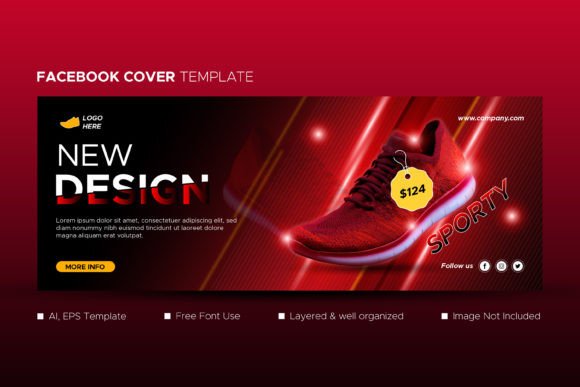 FACEBOOK COVER TEMPLATE
LOGO
HERE
www.company.com
NEW
DESIGN
$124
SPORTY
Lorem ipsum dolor sit amet, consectetuer adipiscing elit, sed
diam nonummy nibh euismod tincidunt ut laoreet dolore magna
aliquam erat volutpat.
MORE INFO
Follow us
AI, EPS Template
Free Font Use
Layered & well organized
Image Not Included